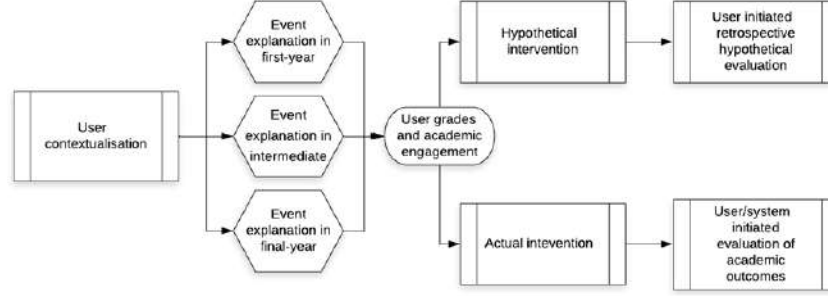 User
contextualisation
Event
explanation in
first-year
Event
explanation in
intermediate
Event
explanation in
final-year
User grades
and academic
engagement
Hypothetical
intervention
User initiated
retrospective
hypothetical
evaluation
Actual intevention
User/system
initiated
evaluation of
academic
outcomes